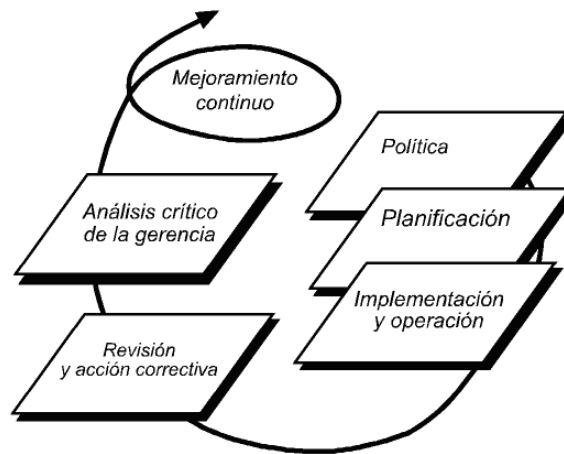 Mejoramiento
continuo
Política
Planificación
Implementación
y operación
Análisis crítico
de la gerencia
Revisión
y acción correctiva